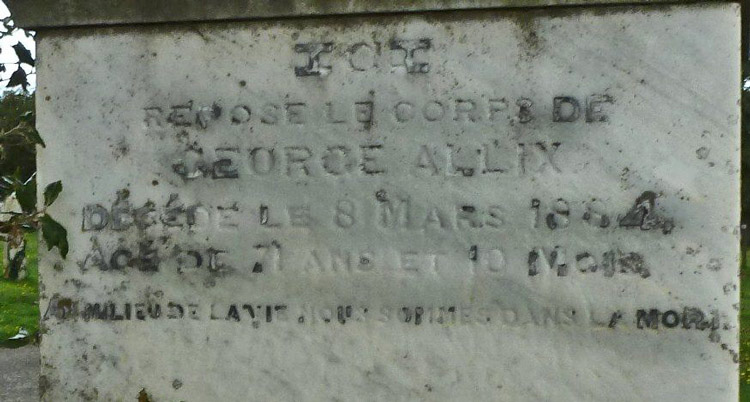 ICI
REPOSE LE CORPS DE
GEORGE ALLIX
DÉCÉDÉ LE 8 MARS 1884,
AGÉ DE 71 ANS ET 10 MOIS,
AU MILIEU DE LA VIE NOUS SOMMES DANS LA MORT.